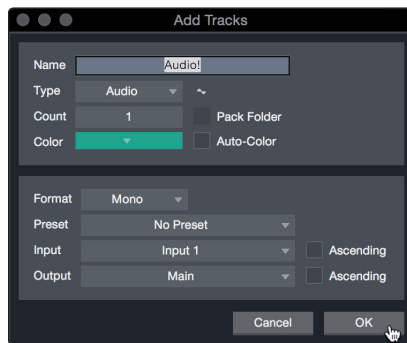 Add Tracks
Name Audio!
Type Audio
Count 1 Pack Folder
Color Auto-Color
Format Mono
Preset No Preset
Input Input 1 Ascending
Output Main Ascending
Cancel OK